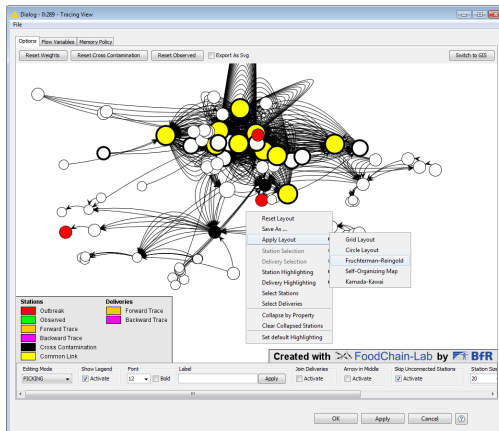 Dialog - 0:289 - Tracing View
File
Options Flow Variables Memory Policy
Reset Weights Reset Cross Contamination Reset Observed Export As Svg Switch to GIS
Reset Layout
Save As ...
Apply Layout
Station Selection
Delivery Selection
Station Highlighting
Delivery Highlighting
Select Stations
Select Deliveries
Collapse by Property
Clear Collapsed Stations
Set default Highlighting
Grid Layout
Circle Layout
Fruchterman-Reingold
Self-Organizing Map
Kamada-Kawai
Stations Deliveries
Outbreak Forward Trace
Observed Backward Trace
Forward Trace
Backward Trace
Cross Contamination
Common Link
Created with FoodChain-Lab by BfR
Editing Mode Show Legend Font Label Join Deliveries Arrow in Middle Skip Unconnected Stations Station Size
PICKING Activate 12 Bold Apply Activate Activate Activate 20
OK Apply Cancel ?